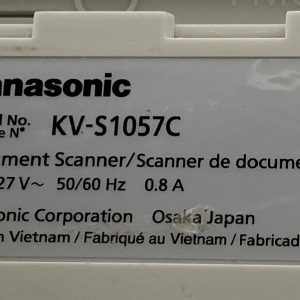 anasonic
l No.
e N°
KV-S1057C
ment Scanner/Scanner de docume
27 V~ 50/60 Hz 0.8 A
onic Corporation Osaka Japan
n Vietnam / Fabriqué au Vietnam / Fabricad